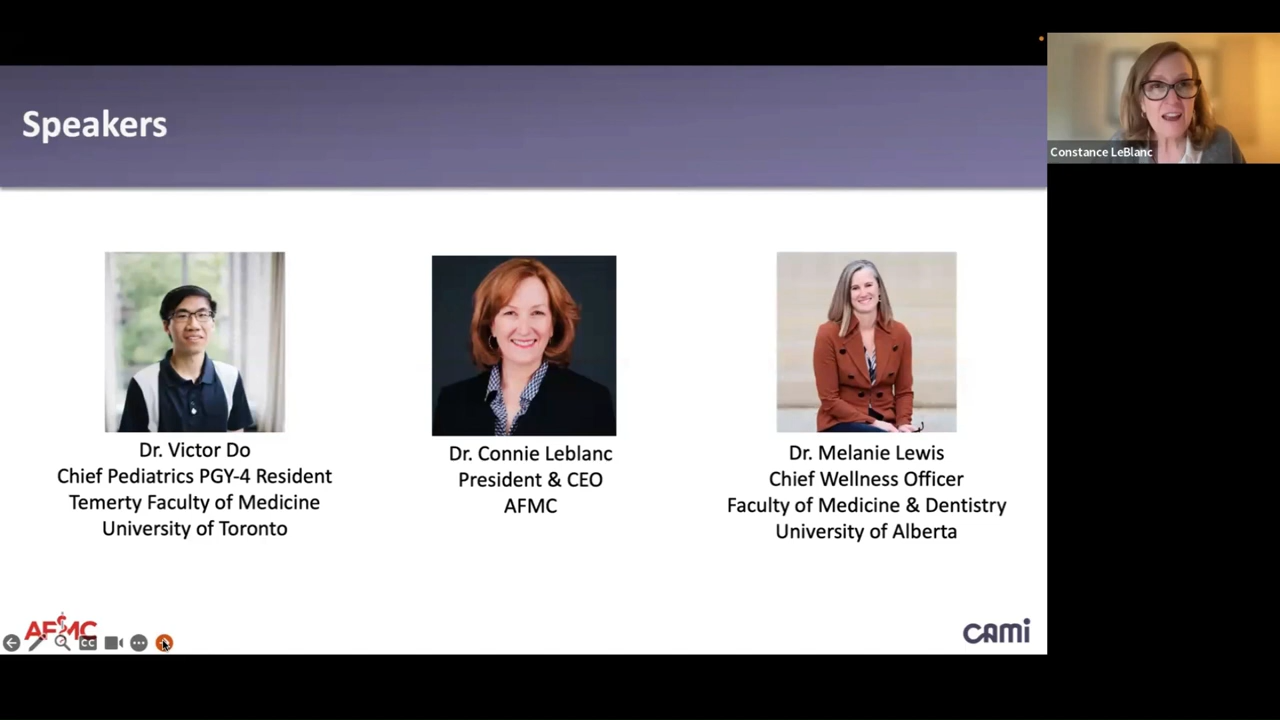 Speakers
Constance LeBlanc
Dr. Victor Do
Chief Pediatrics PGY-4 Resident
Temerty Faculty of Medicine
University of Toronto
Dr. Connie Leblanc
President & CEO
AFMC
Dr. Melanie Lewis
Chief Wellness Officer
Faculty of Medicine & Dentistry
University of Alberta
AFMC
CC
CAMi